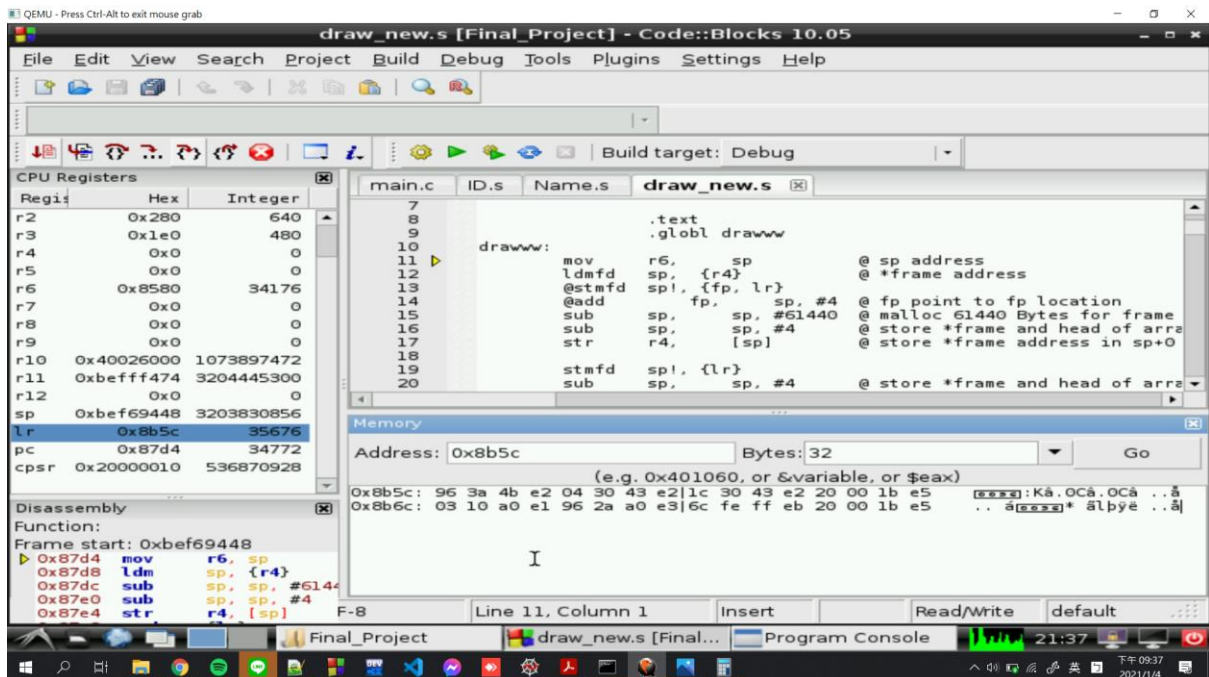 QEMU - Press Ctrl-Alt to exit mouse grab
draw_new.s [Final_Project] - Code::Blocks 10.05
File Edit View Search Project Build Debug Tools Plugins Settings Help
Build target: Debug
CPU Registers
Regis Hex Integer
r2 0x280 640
r3 0x1e0 480
r4 0x0 0
r5 0x0 0
r6 0x8580 34176
r7 0x0 0
r8 0x0 0
r9 0x0 0
r10 0x40026000 1073897472
r11 0xbefff474 3204445300
r12 0x0 0
sp 0xbef69448 3203830856
lr 0x8b5c 35676
pc 0x87d4 34772
cpsr 0x20000010 536870928
Disassembly
Function:
Frame start: 0xbef69448
0x87d4 mov r6, sp
0x87d8 ldm sp, {r4}
0x87dc sub sp, sp, #6144
0x87e0 sub sp, sp, #4
0x87e4 str r4, [sp]
main.c ID.s Name.s draw_new.s
7
8 .text
9 .globl drawww
10 drawww:
11 mov r6, sp @ sp address
12 ldmfd sp, {r4} @ *frame address
13 @stmfd sp!, {fp, lr}
14 @add fp, sp, #4 @ fp point to fp location
15 sub sp, sp, #61440 @ malloc 61440 Bytes for frame
16 sub sp, sp, #4 @ store *frame and head of arra
17 str r4, [sp] @ store *frame address in sp+0
18
19 stmfd sp!, {lr}
20 sub sp, sp, #4 @ store *frame and head of arra
Memory
Address: 0x8b5c Bytes: 32 Go
(e.g. 0x401060, or &variable, or $eax)
0x8b5c: 96 3a 4b e2 04 30 43 e2|1c 30 43 e2 20 00 1b e5 :Kâ.0Câ.0Câ ..å
0x8b6c: 03 10 a0 e1 96 2a a0 e3|6c fe ff eb 20 00 1b e5 .. á* ãlþÿë ..å
F-8 Line 11, Column 1 Insert Read/Write default
Final_Project draw_new.s [Final... Program Console 21:37
英 下午 09:37
2021/1/4